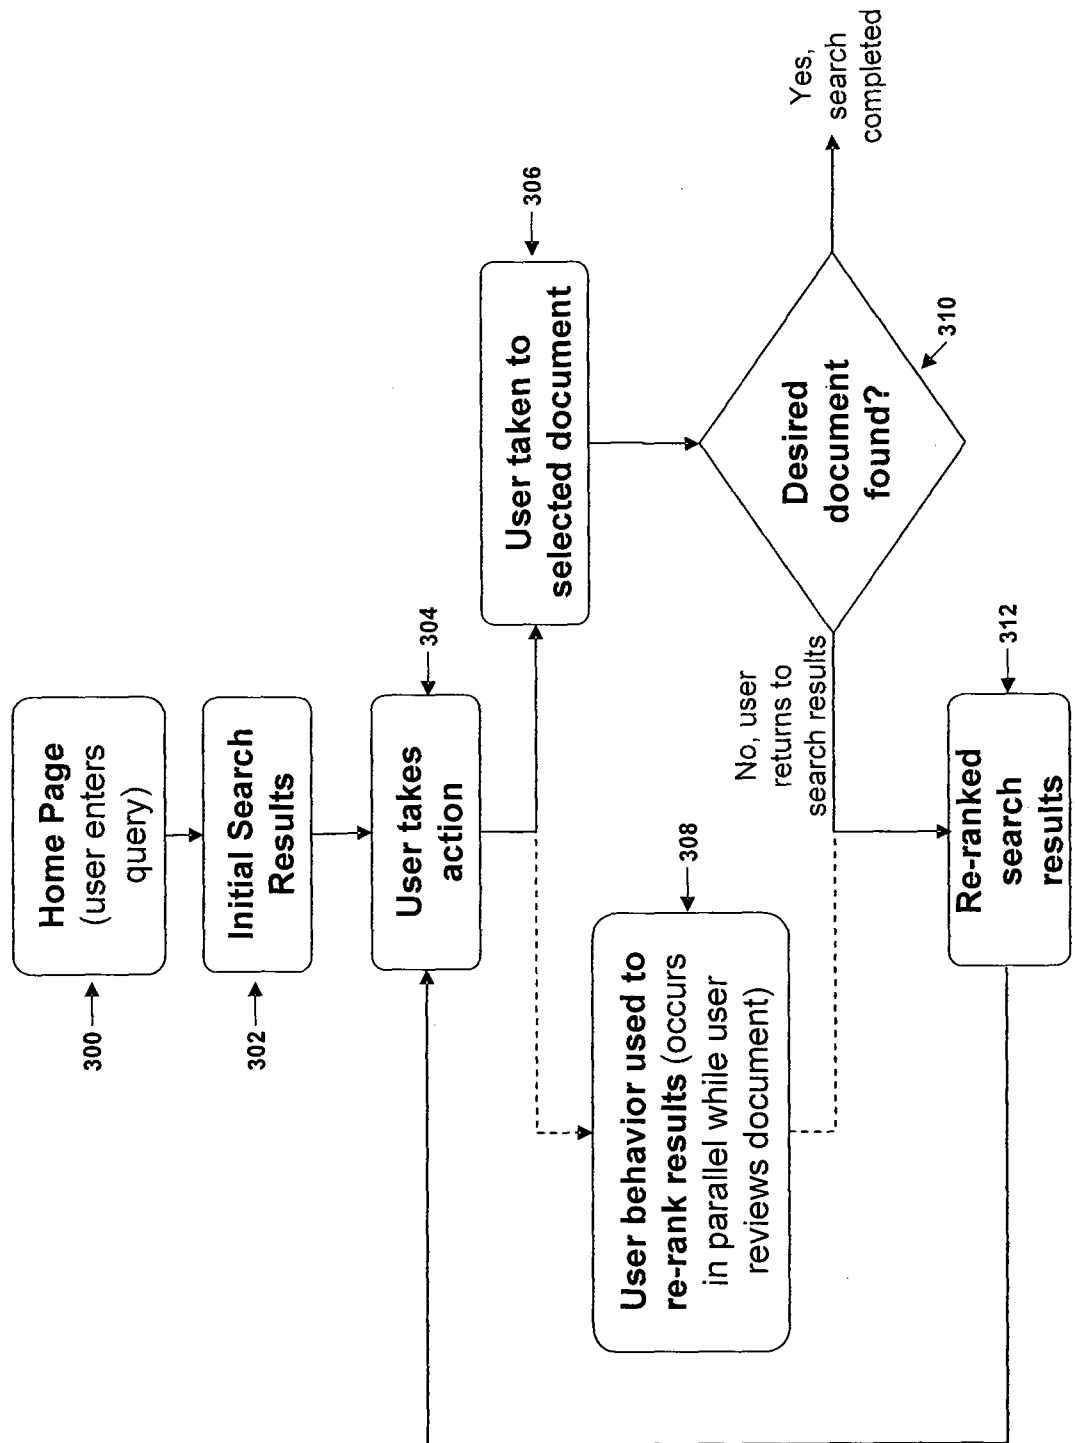 Home Page
(user enters
query)
300
Initial Search
Results
302
User takes
action
304
User taken to
selected document
306
User behavior used to
re-rank results (occurs
in parallel while user
reviews document)
308
Desired
document
found?
310
Yes,
search
completed
No, user
returns to
search results
Re-ranked
search
results
312